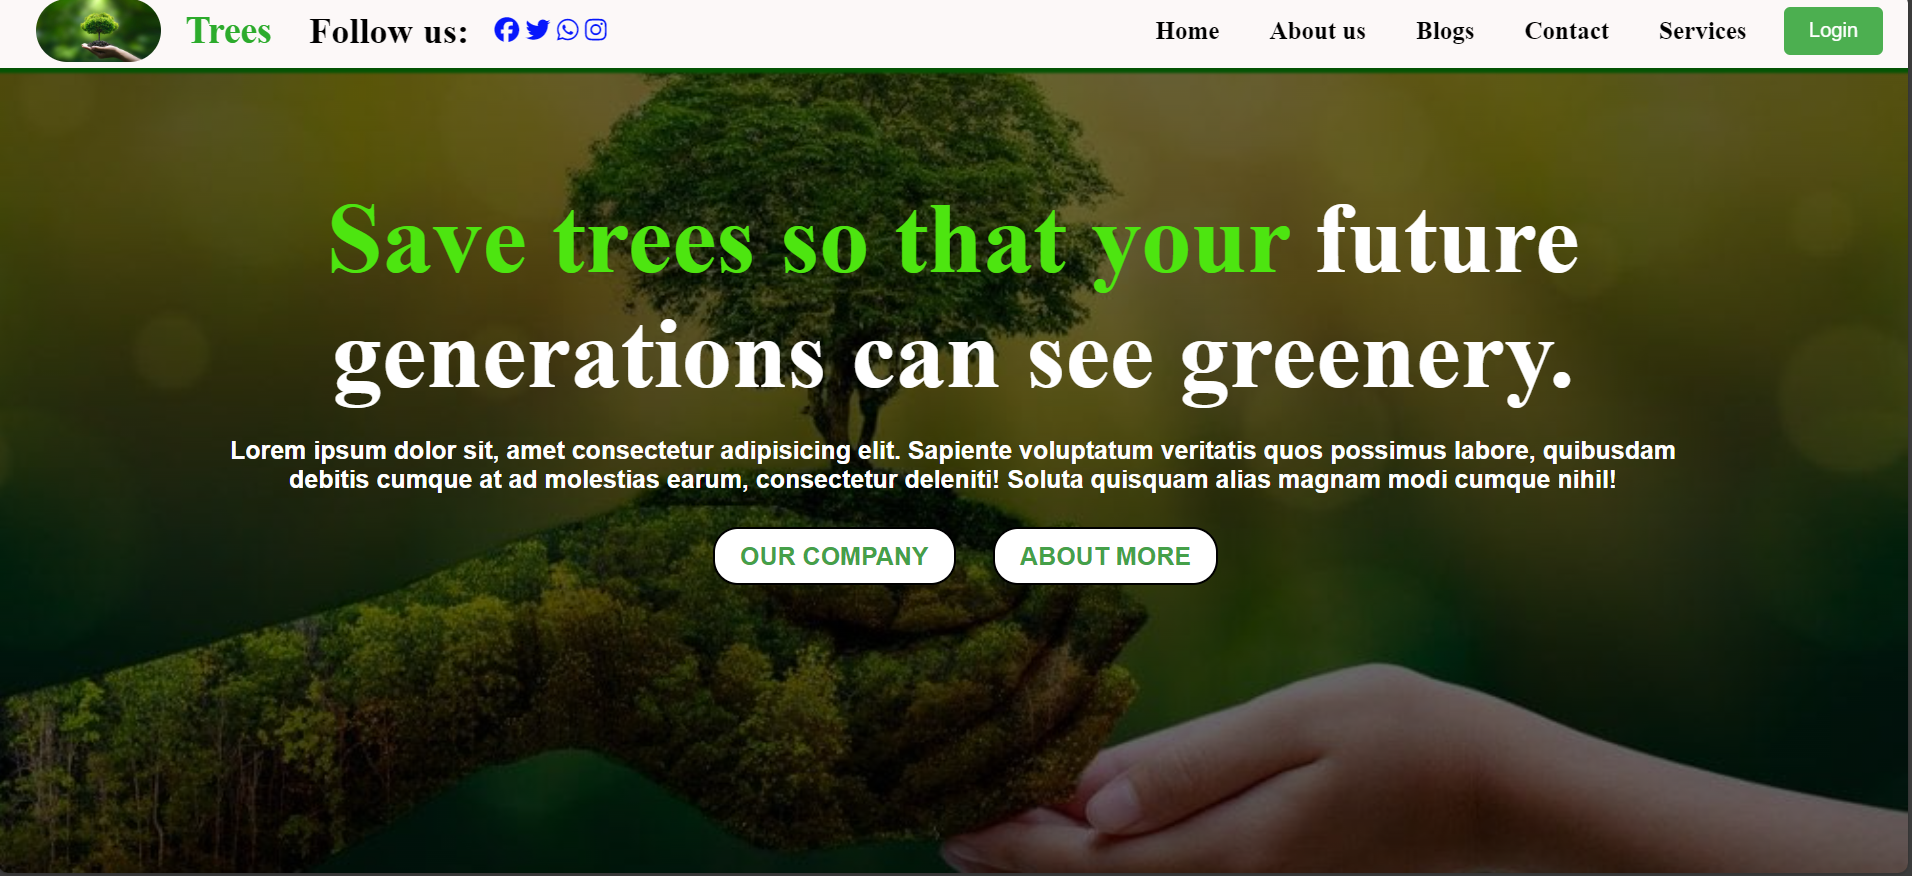 Trees Follow us: Home About us Blogs Contact Services Login
Save trees so that your future
generations can see greenery.
Lorem ipsum dolor sit, amet consectetur adipisicing elit. Sapiente voluptatum veritatis quos possimus labore, quibusdam
debitis cumque at ad molestias earum, consectetur deleniti! Soluta quisquam alias magnam modi cumque nihil!
OUR COMPANY ABOUT MORE